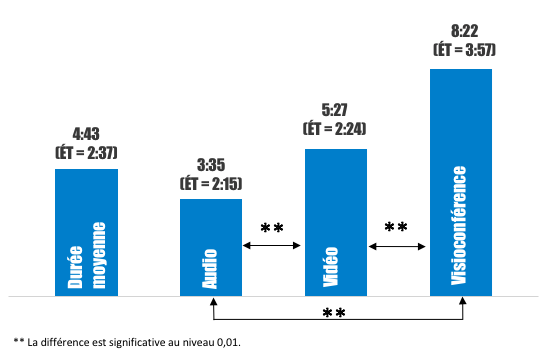 8:22
(ÉT = 3:57)
5:27
(ÉT = 2:24)
4:43
(ÉT = 2:37)
3:35
(ÉT = 2:15)
Durée
moyenne
Audio
Vidéo
Visioconférence
**
**
**
** La différence est significative au niveau 0,01.